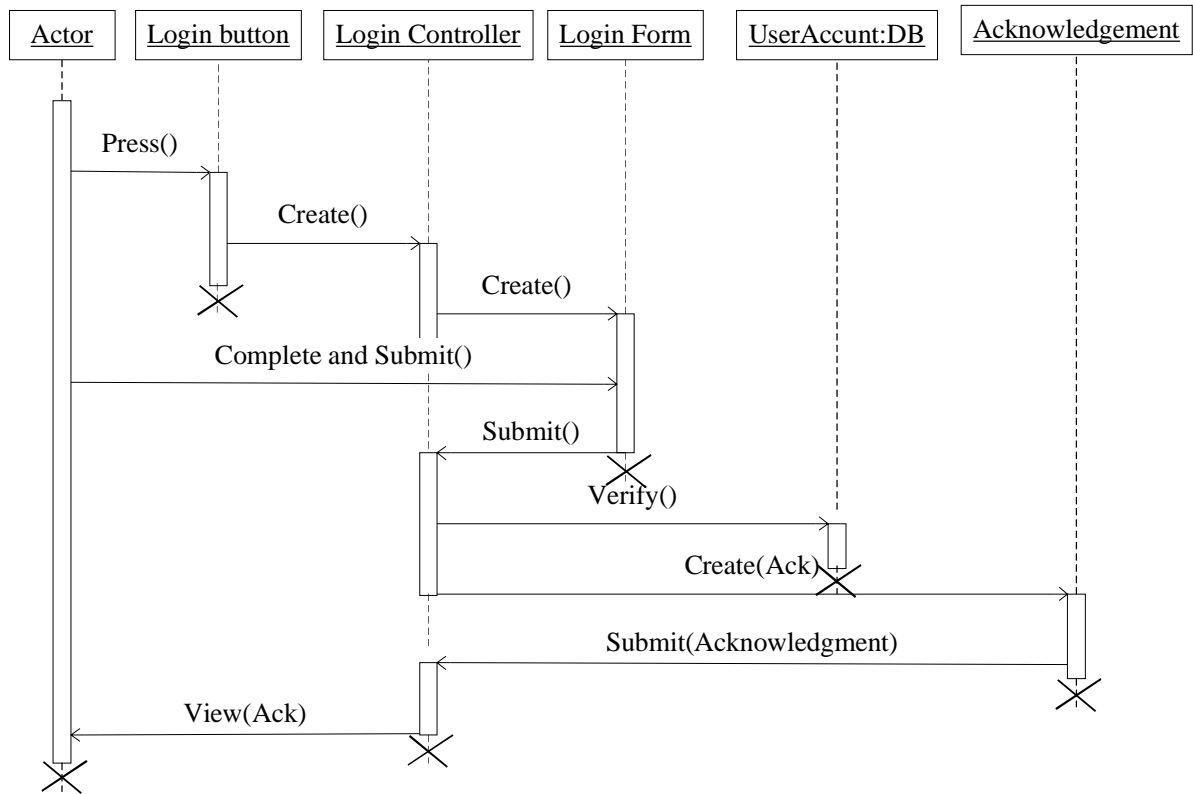 Actor
Login button
Login Controller
Login Form
UserAccunt:DB
Acknowledgement
Press()
Create()
Create()
Complete and Submit()
Submit()
Verify()
Create(Ack)
Submit(Acknowledgment)
View(Ack)